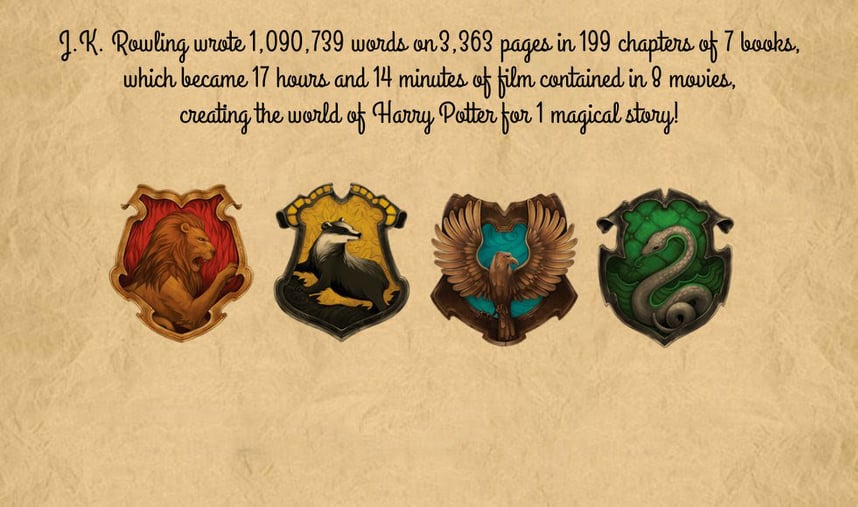 J.K. Rowling wrote 1,090,739 words on 3,363 pages in 199 chapters of 7 books,
which became 17 hours and 14 minutes of film contained in 8 movies,
creating the world of Harry Potter for 1 magical story!